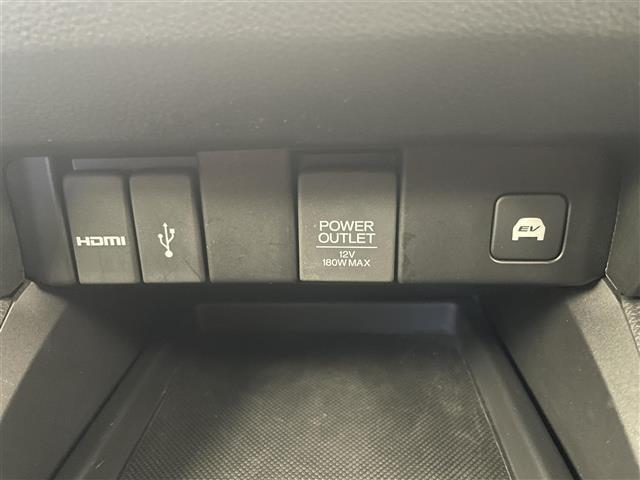 HDMI
POWER
OUTLET
12V
180W MAX
EV